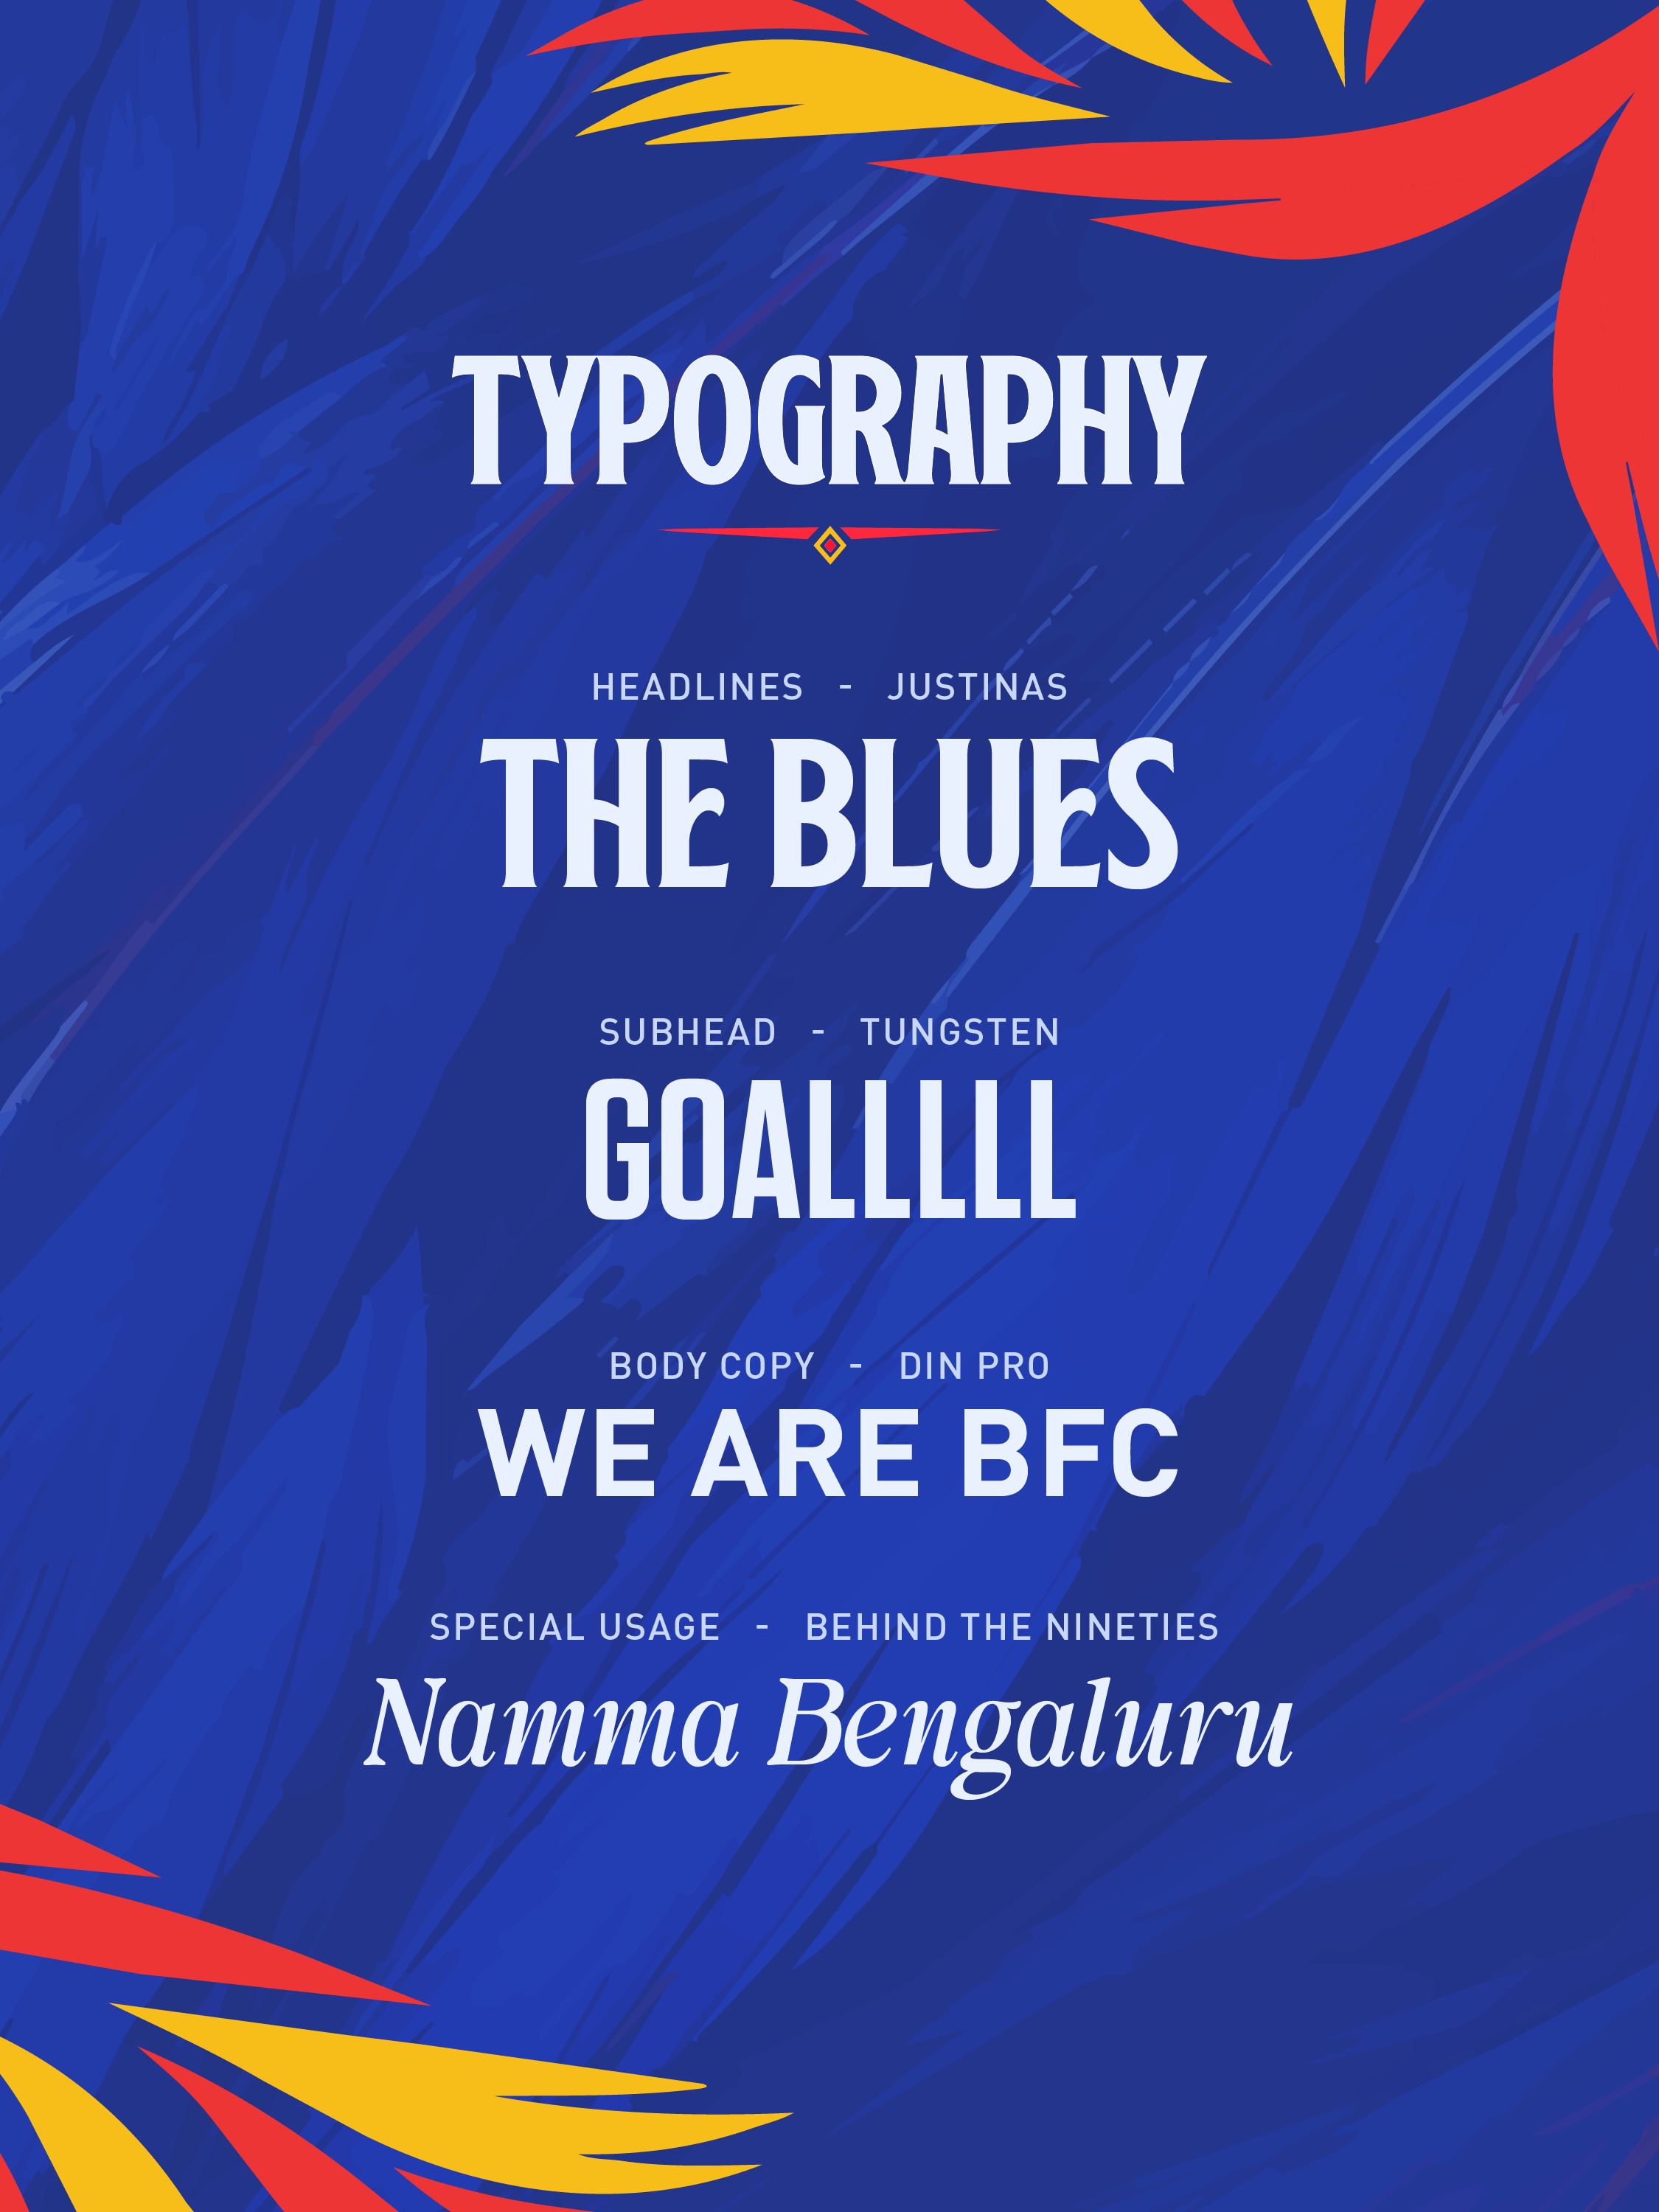 TYPOGRAPHY
HEADLINES - JUSTINAS
THE BLUES
SUBHEAD - TUNGSTEN
GOALLLLL
BODY COPY - DIN PRO
WE ARE BFC
SPECIAL USAGE - BEHIND THE NINETIES
Namma Bengaluru